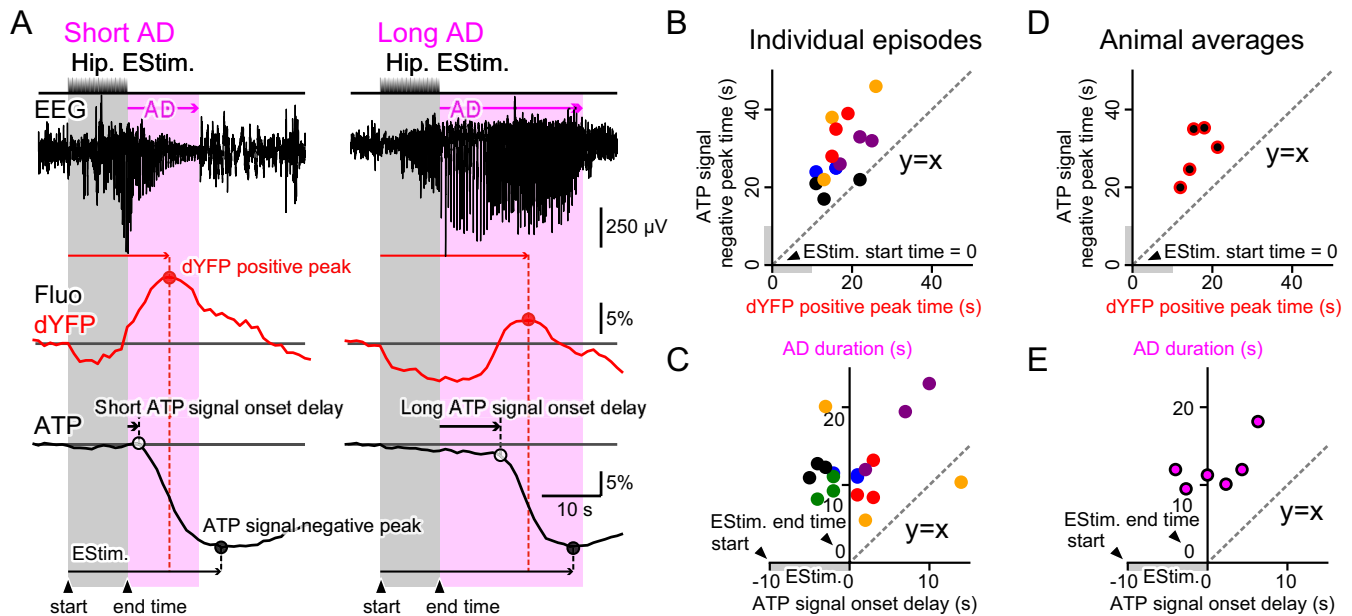 A
Short AD
Long AD
Hip. EStim.
Hip. EStim.
EEG
AD
AD
250 µV
dYFP positive peak
Fluo
dYFP
5%
Short ATP signal onset delay
Long ATP signal onset delay
ATP
5%
10 s
ATP signal negative peak
EStim.
start
end time
start
end time
B
Individual episodes
ATP signal
negative peak time (s)
40
20
0
y=x
EStim. start time = 0
0
20
40
dYFP positive peak time (s)
D
Animal averages
ATP signal
negative peak time (s)
40
20
0
y=x
EStim. start time = 0
0
20
40
dYFP positive peak time (s)
C
AD duration (s)
20
10
0
EStim. end time
start
y=x
EStim.
-10
0
10
ATP signal onset delay (s)
E
AD duration (s)
20
10
0
EStim. end time
start
y=x
EStim.
-10
0
10
ATP signal onset delay (s)